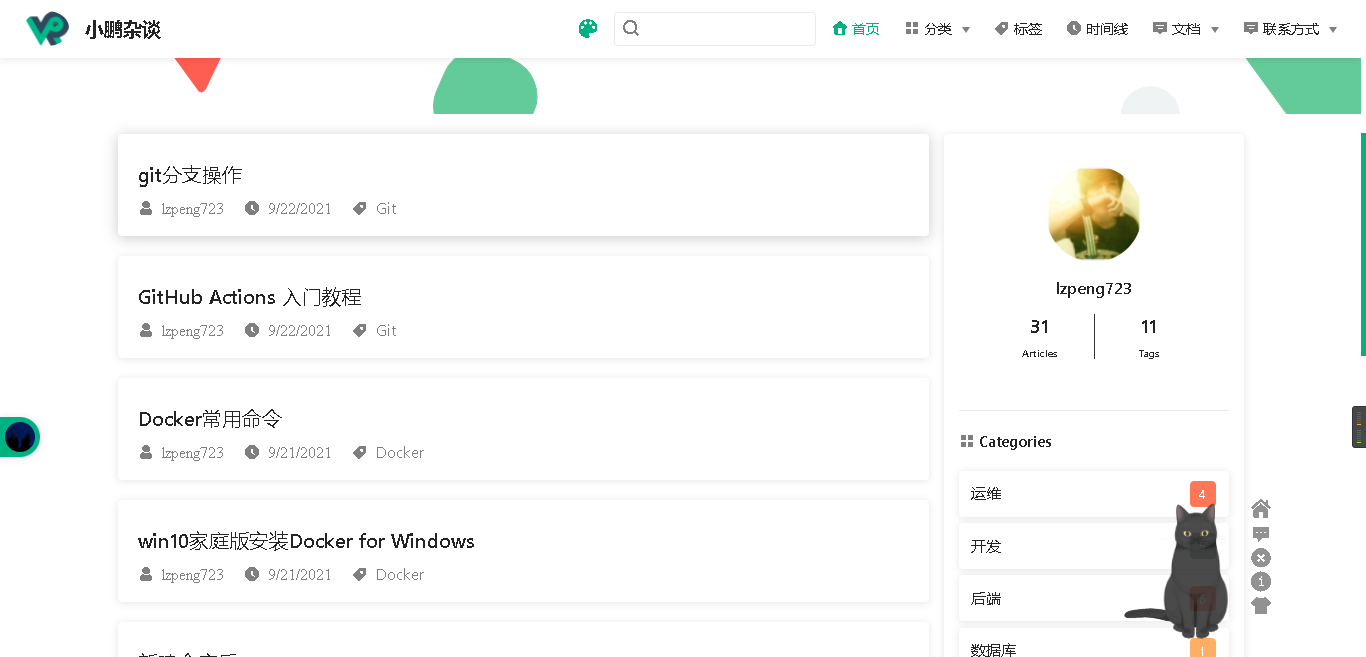 小鹏杂谈
首页
分类
标签
时间线
文档
联系方式
git分支操作
lzpeng723 9/22/2021 Git
GitHub Actions 入门教程
lzpeng723 9/22/2021 Git
Docker常用命令
lzpeng723 9/21/2021 Docker
win10家庭版安装Docker for Windows
lzpeng723 9/21/2021 Docker
lzpeng723
31 11
Articles Tags
Categories
运维 4
开发
后端 6
数据库 1